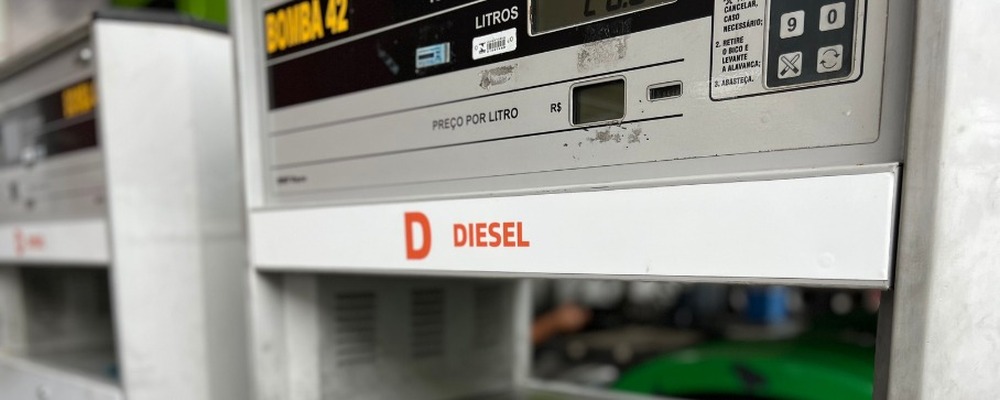 BOMBA 42
LITROS
CANCELAR,
CASO
NECESSÁRIO;
2. RETIRE
O BICO E
LEVANTE
A ALAVANCA;
3. ABASTEÇA.
9 0
PREÇO POR LITRO R$
D DIESEL